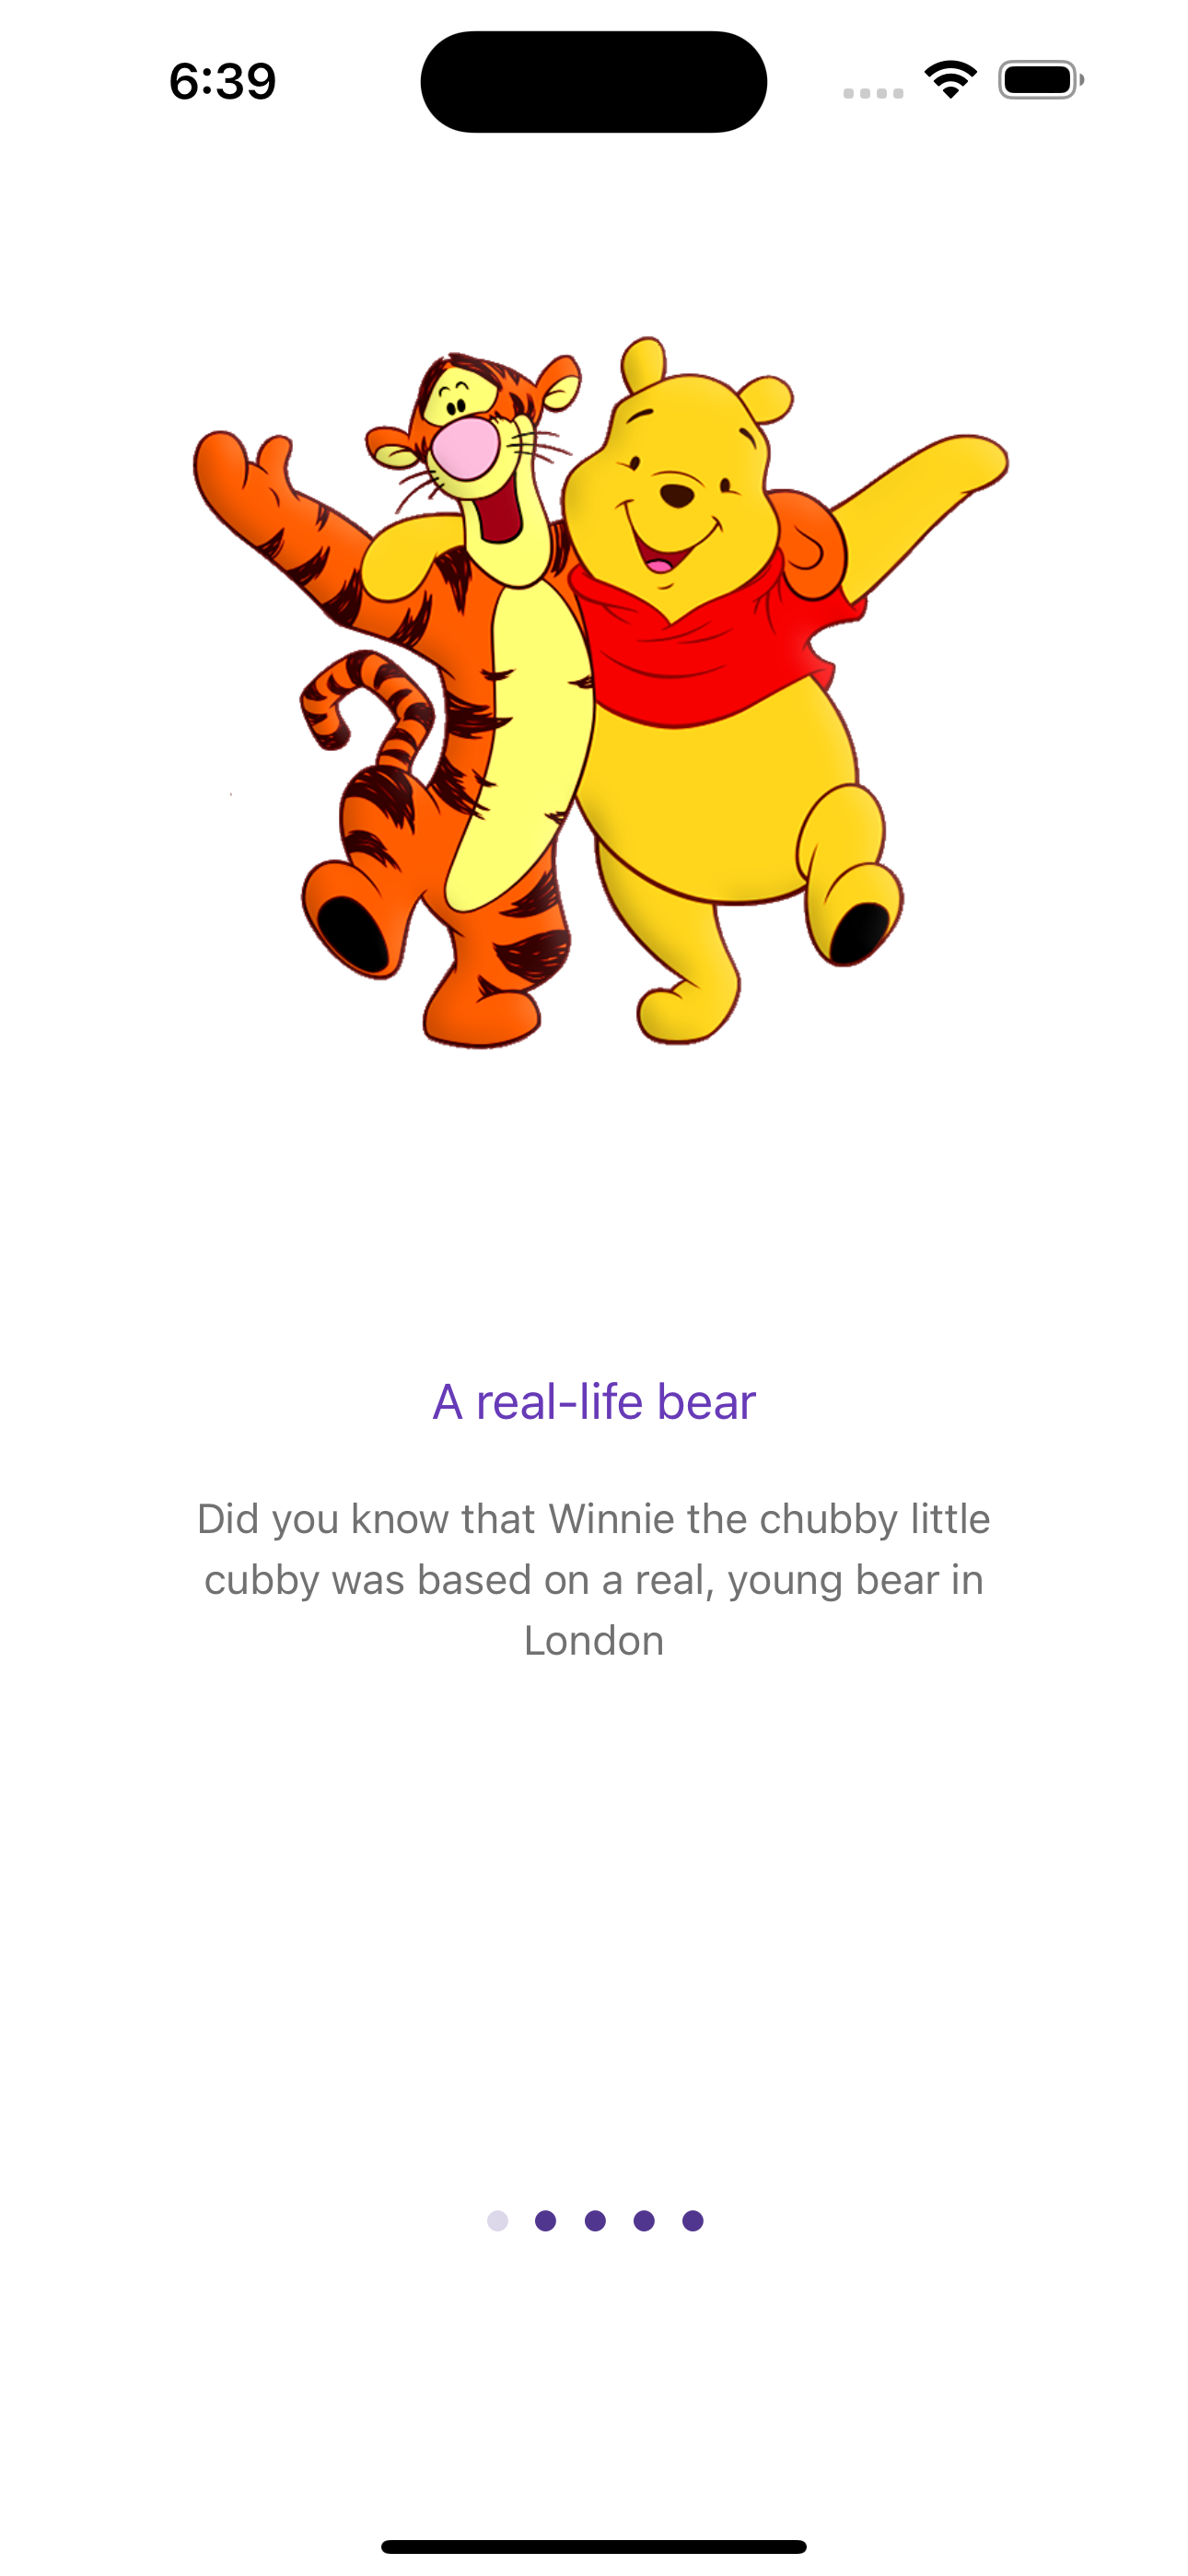 6:39
A real-life bear
Did you know that Winnie the chubby little
cubby was based on a real, young bear in
London